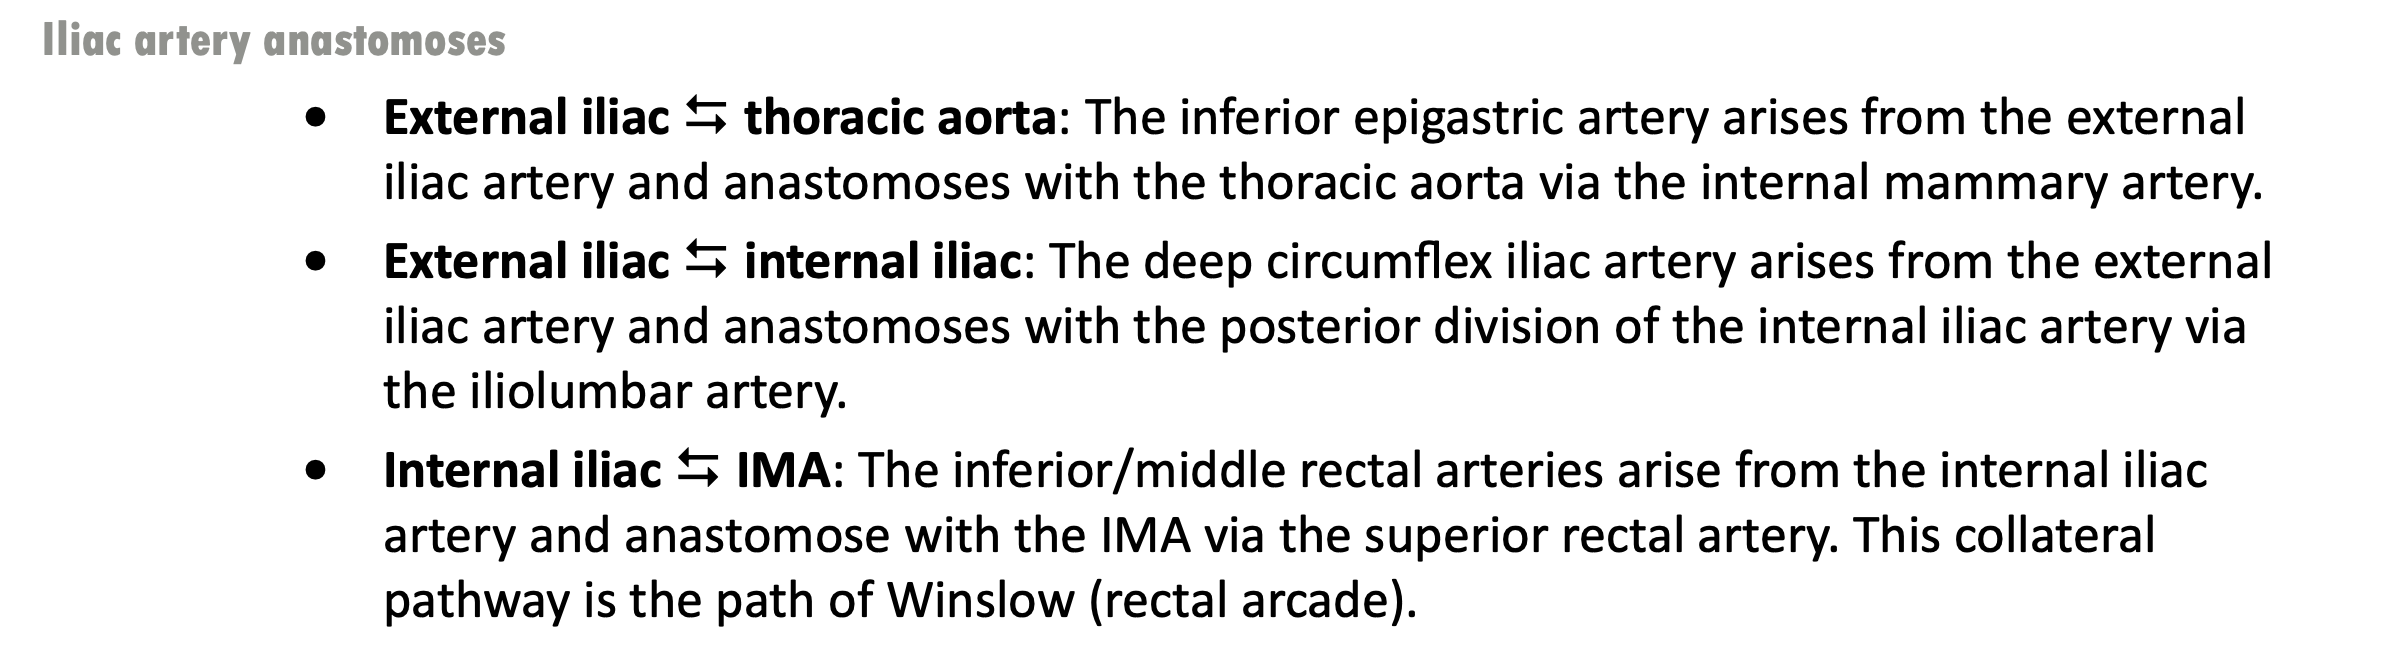 Iliac artery anastomoses
• External iliac ⇆ thoracic aorta: The inferior epigastric artery arises from the external
iliac artery and anastomoses with the thoracic aorta via the internal mammary artery.
• External iliac ⇆ internal iliac: The deep circumflex iliac artery arises from the external
iliac artery and anastomoses with the posterior division of the internal iliac artery via
the iliolumbar artery.
• Internal iliac ⇆ IMA: The inferior/middle rectal arteries arise from the internal iliac
artery and anastomose with the IMA via the superior rectal artery. This collateral
pathway is the path of Winslow (rectal arcade).